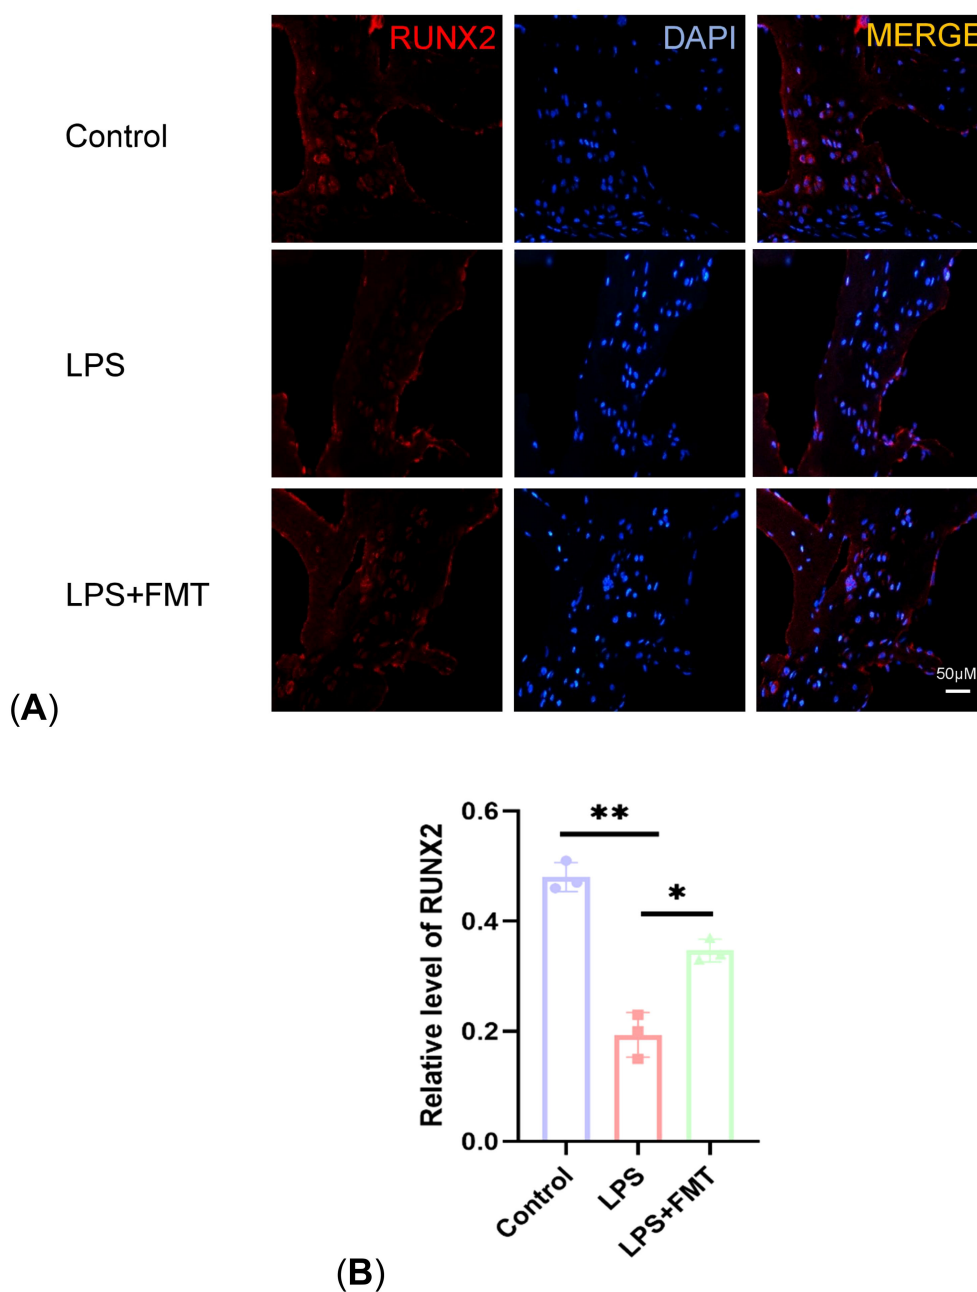 RUNX2 DAPI MERGE
Control
LPS
LPS+FMT
50μM
(A)
0.6
**
*
0.4
0.2
0.0
Relative level of RUNX2
Control
LPS
LPS+FMT
(B)